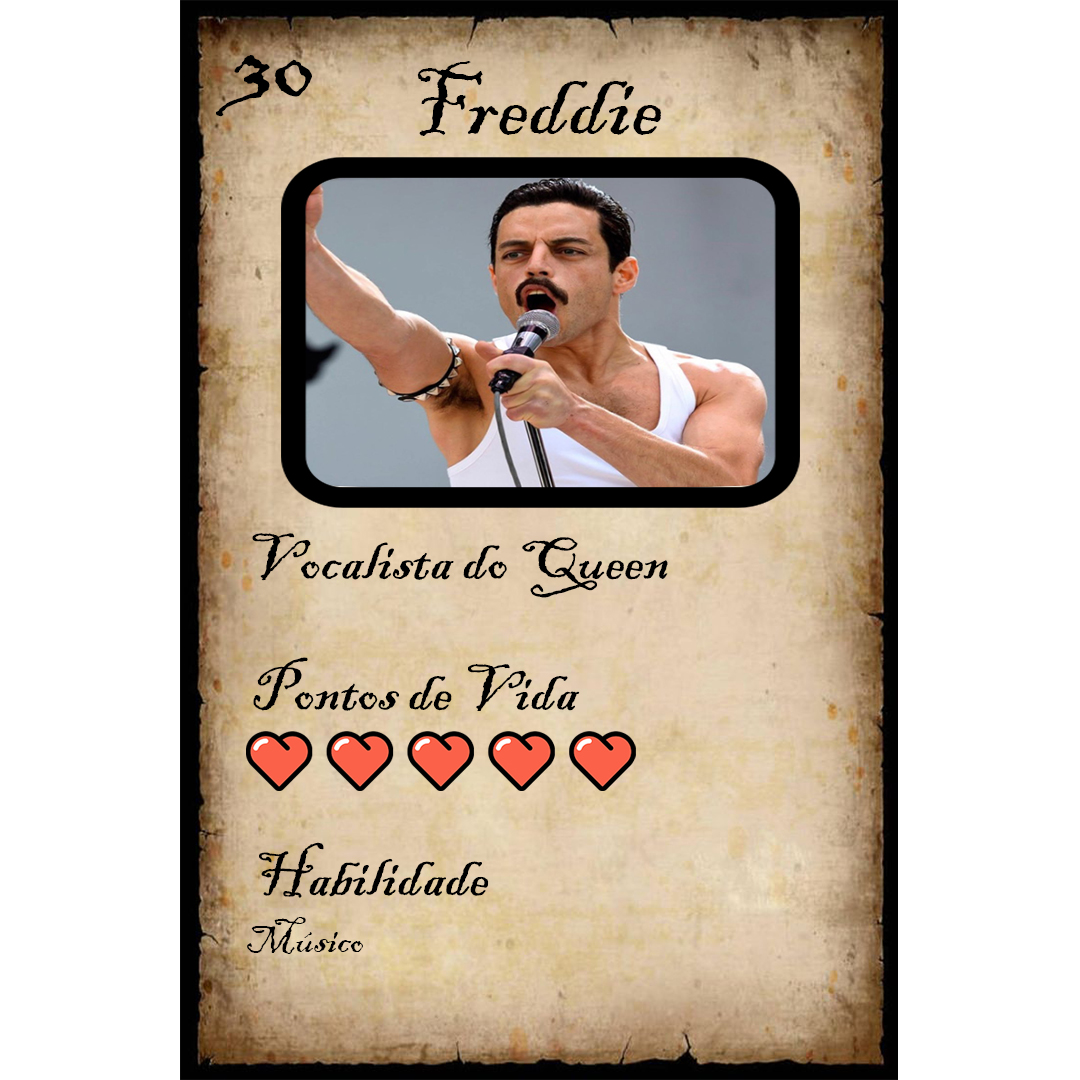 30
Freddie
Vocalista do Queen
Pontos de Vida
Habilidade
Músico